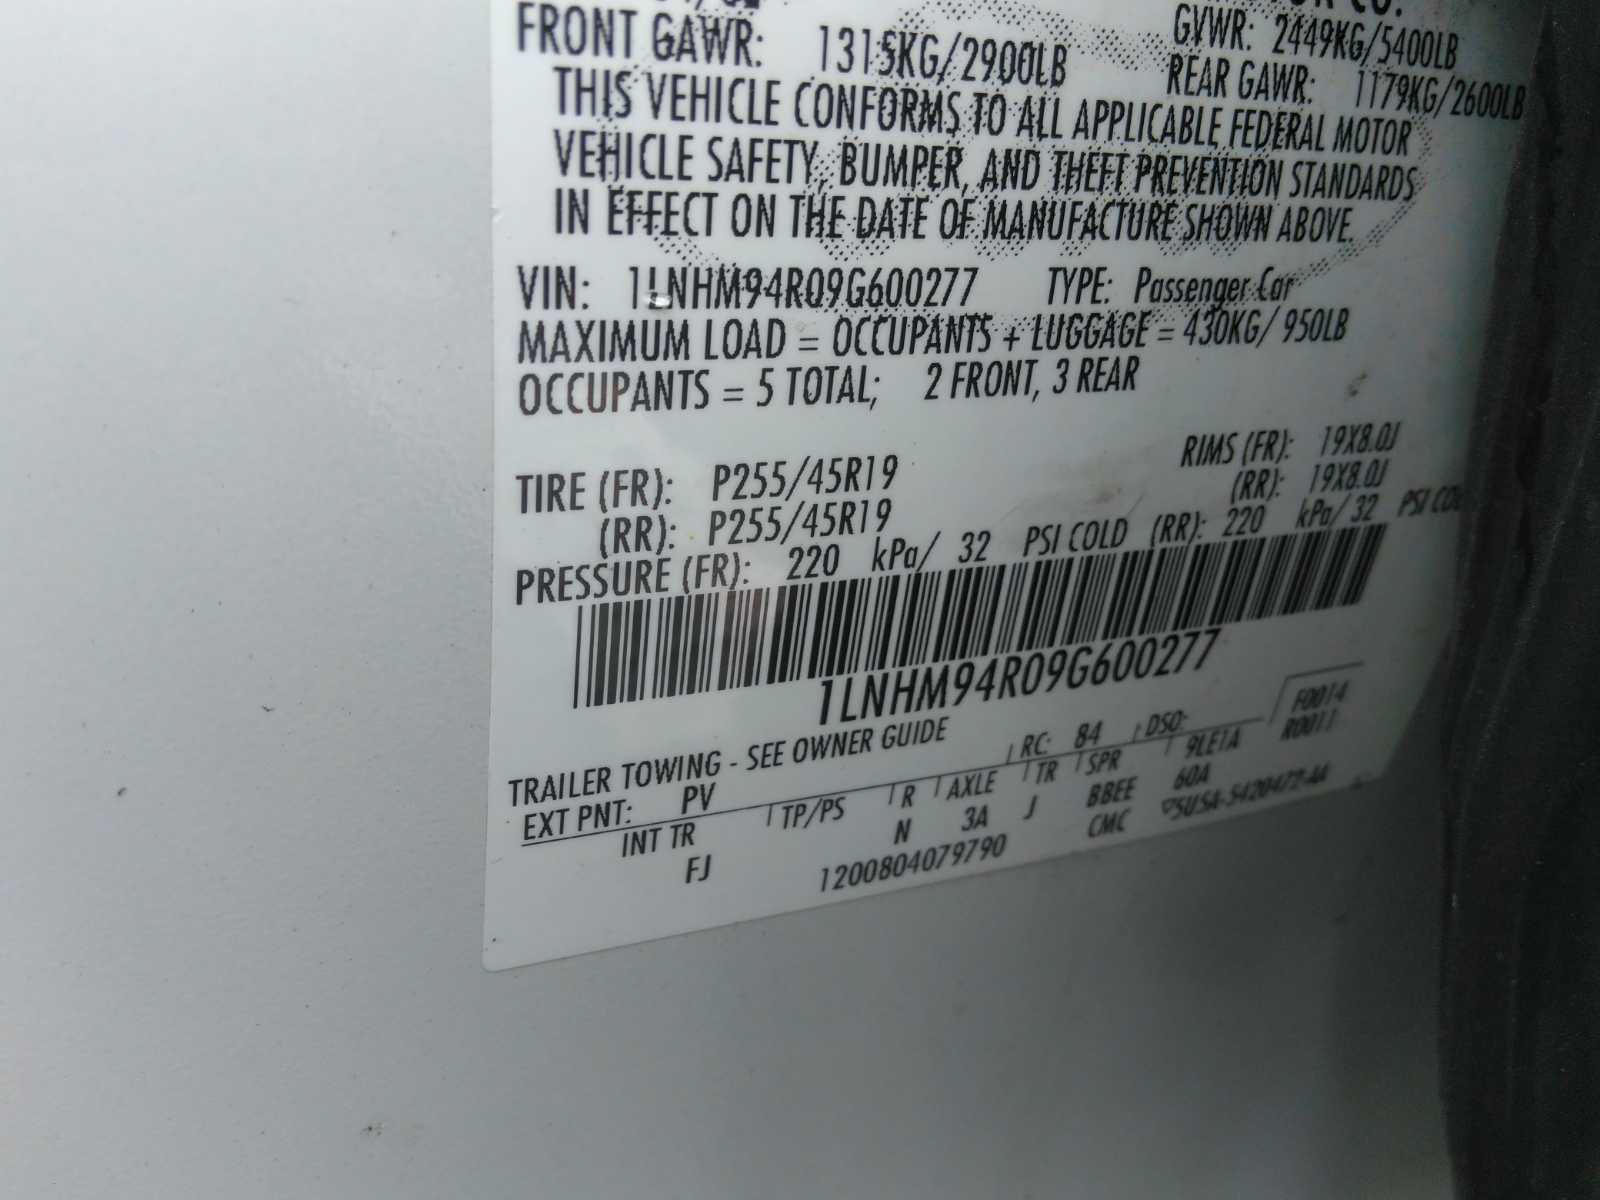 FRONT GAWR: 1315KG/2900LB GVWR: 2449KG/5400LB
REAR GAWR: 1179KG/2600LB
THIS VEHICLE CONFORMS TO ALL APPLICABLE FEDERAL MOTOR
VEHICLE SAFETY, BUMPER, AND THEFT PREVENTION STANDARDS
IN EFFECT ON THE DATE OF MANUFACTURE SHOWN ABOVE.
VIN: 1LNHM94R09G600277 TYPE: Passenger Car
MAXIMUM LOAD = OCCUPANTS + LUGGAGE = 430KG/ 950LB
OCCUPANTS = 5 TOTAL; 2 FRONT, 3 REAR
TIRE (FR): P255/45R19 RIMS (FR): 19X8.0J
(RR): P255/45R19 (RR): 19X8.0J
PRESSURE (FR): 220 kPa/ 32 PSI COLD (RR): 220 kPa/ 32 PSI
1LNHM94R09G600277
TRAILER TOWING - SEE OWNER GUIDE
EXT PNT: PV RC: 84 DSO: F0014
INT TR TP/PS R AXLE TR SPR 9LE1A R0011
FJ N 3A J BBEE 60A
1200804079790 CMC